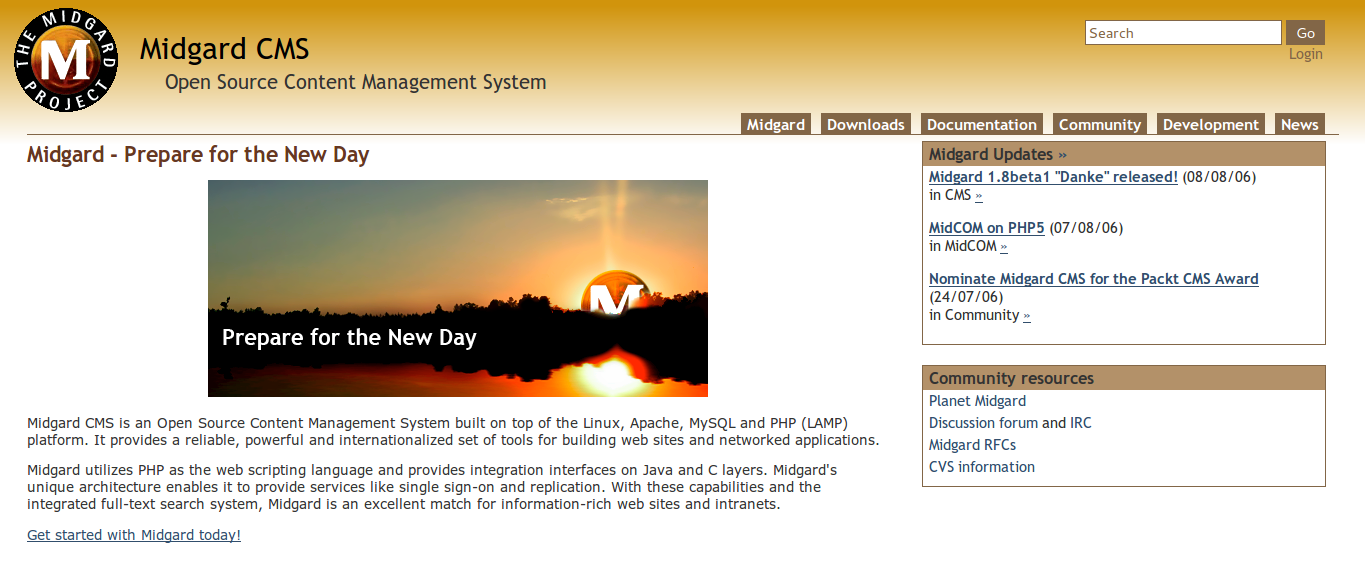 THE MIDGARD PROJECT
M
Midgard CMS
Open Source Content Management System
Search
Go
Login
Midgard
Downloads
Documentation
Community
Development
News
Midgard - Prepare for the New Day
M
Prepare for the New Day
Midgard CMS is an Open Source Content Management System built on top of the Linux, Apache, MySQL and PHP (LAMP)
platform. It provides a reliable, powerful and internationalized set of tools for building web sites and networked applications.
Midgard utilizes PHP as the web scripting language and provides integration interfaces on Java and C layers. Midgard's
unique architecture enables it to provide services like single sign-on and replication. With these capabilities and the
integrated full-text search system, Midgard is an excellent match for information-rich web sites and intranets.
Get started with Midgard today!
Midgard Updates »
Midgard 1.8beta1 "Danke" released! (08/08/06)
in CMS »
MidCOM on PHP5 (07/08/06)
in MidCOM »
Nominate Midgard CMS for the Packt CMS Award
(24/07/06)
in Community »
Community resources
Planet Midgard
Discussion forum and IRC
Midgard RFCs
CVS information